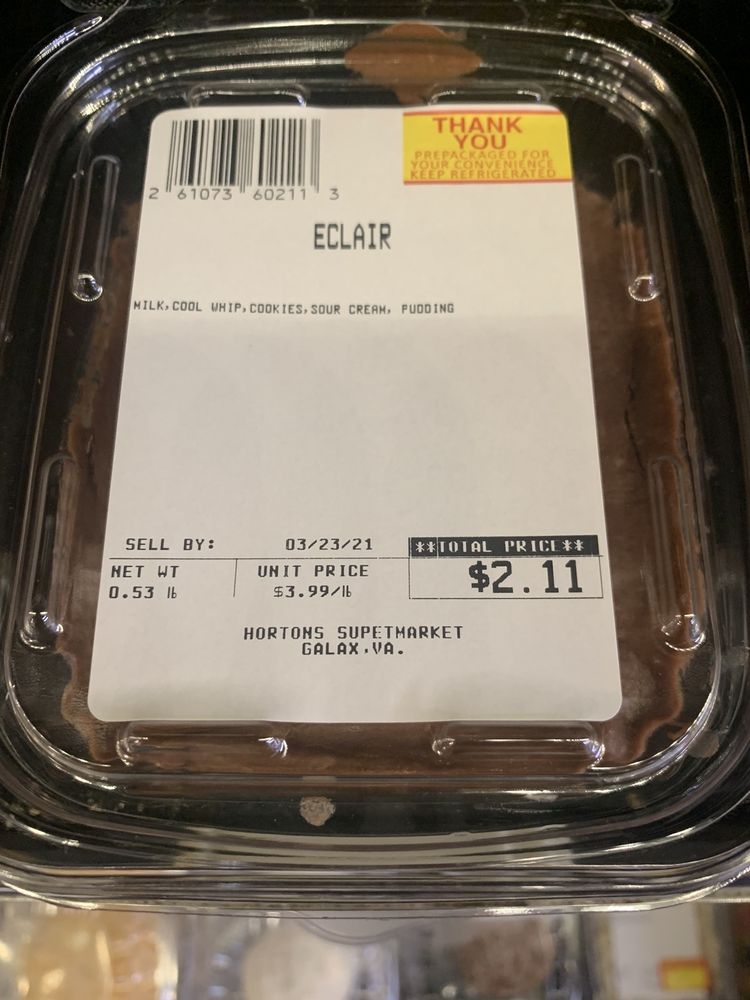 THANK
YOU
PREPACKAGED FOR
YOUR CONVENIENCE
KEEP REFRIGERATED
2 61073 60211 3
ECLAIR
MILK,COOL WHIP,COOKIES,SOUR CREAM, PUDDING
SELL BY: 03/23/21 **TOTAL PRICE**
NET WT UNIT PRICE $2.11
0.53 lb $3.99/lb
HORTONS SUPETMARKET
GALAX,VA.